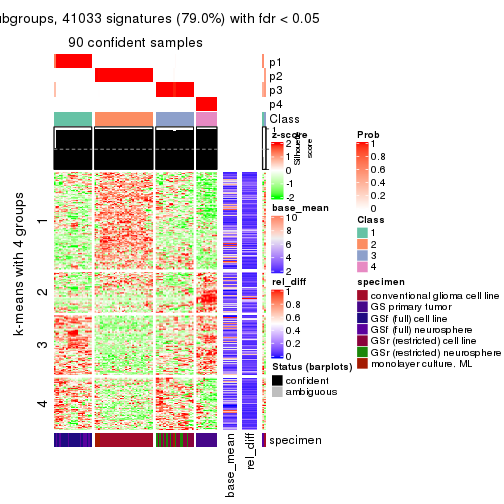 ubgroups, 41033 signatures (79.0%) with fdr < 0.05
90 confident samples
p1
p2
p3
p4
Class
1
Silhouette
score
k-means with 4 groups
1
2
3
4
base_mean
rel_diff
specimen
z-score
2
1
0
-1
-2
base_mean
10
8
6
4
2
rel_diff
1
0.8
0.6
0.4
0.2
0
Status (barplots)
confident
ambiguous
Prob
1
0.8
0.6
0.4
0.2
0
Class
1
2
3
4
specimen
conventional glioma cell line
GS primary tumor
GSf (full) cell line
GSf (full) neurosphere
GSr (restricted) cell line
GSr (restricted) neurosphere
monolayer culture. ML